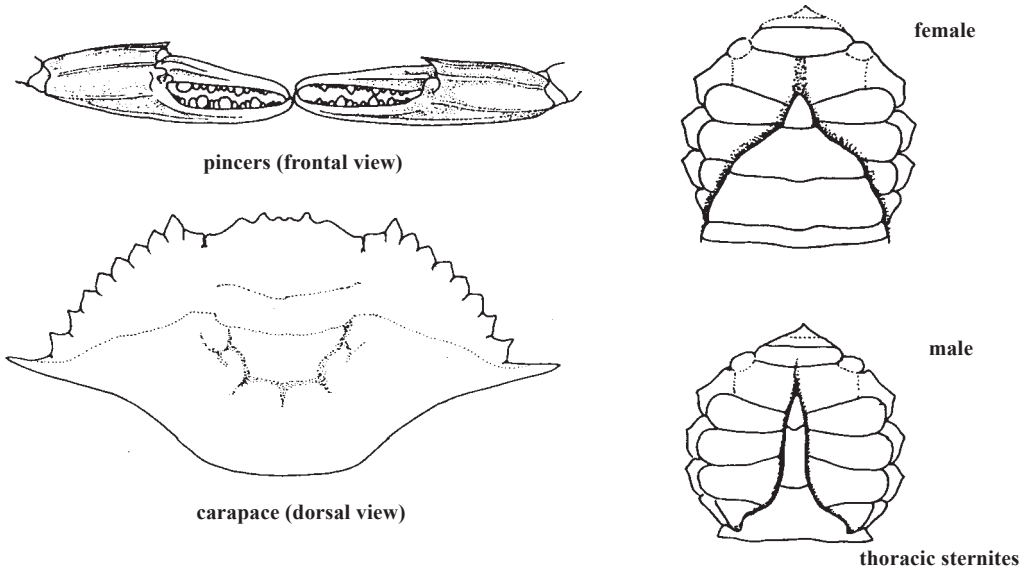 female
pincers (frontal view)
male
carapace (dorsal view)
thoracic sternites